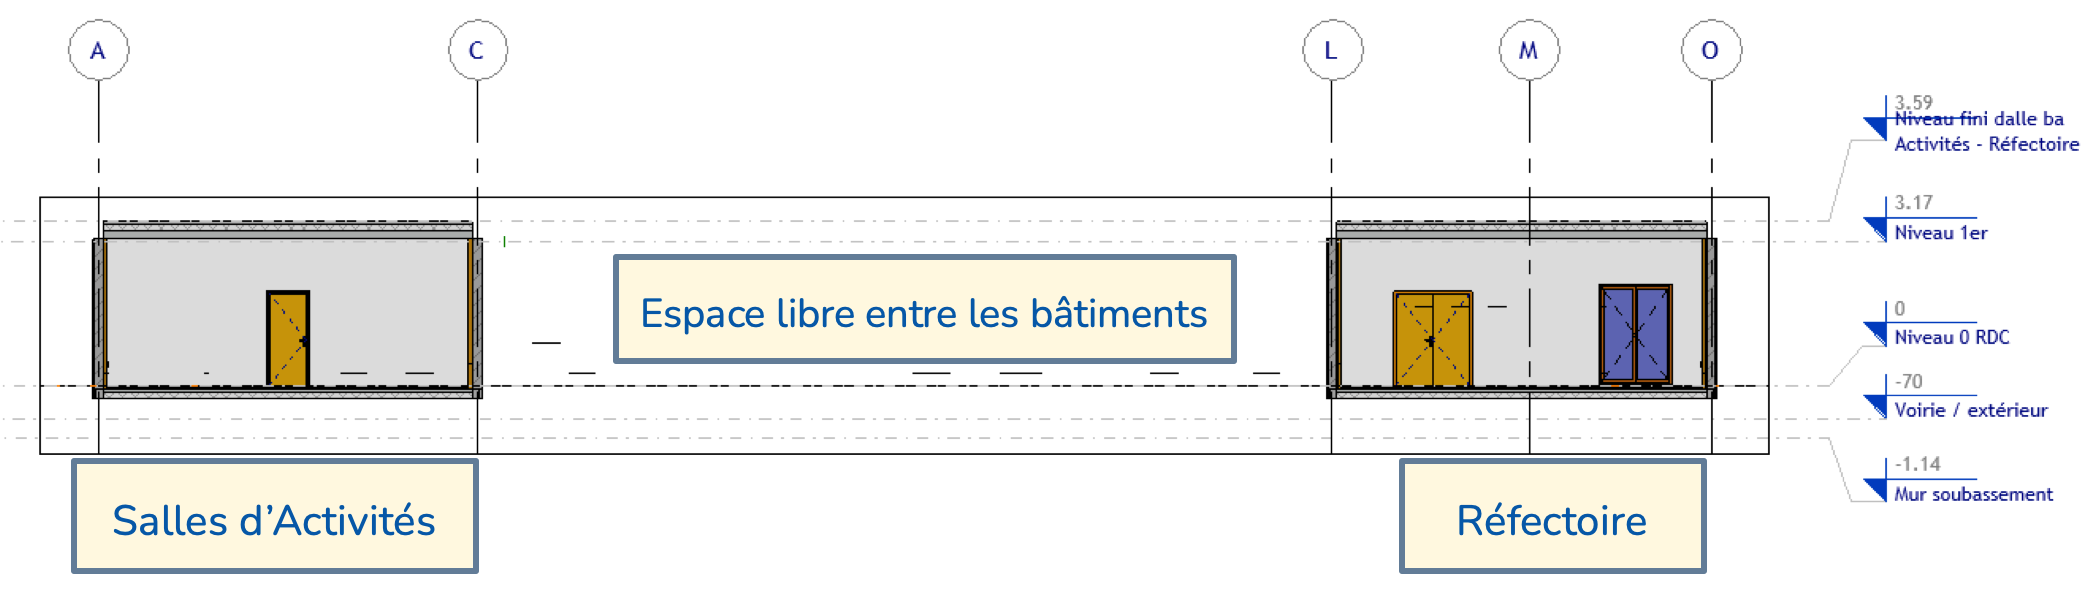 A
C
L
M
O
3.59
Niveau fini dalle ba
Activités - Réfectoire
3.17
Niveau 1er
Espace libre entre les bâtiments
0
Niveau 0 RDC
-70
Voirie / extérieur
-1.14
Mur soubassement
Salles d’Activités
Réfectoire